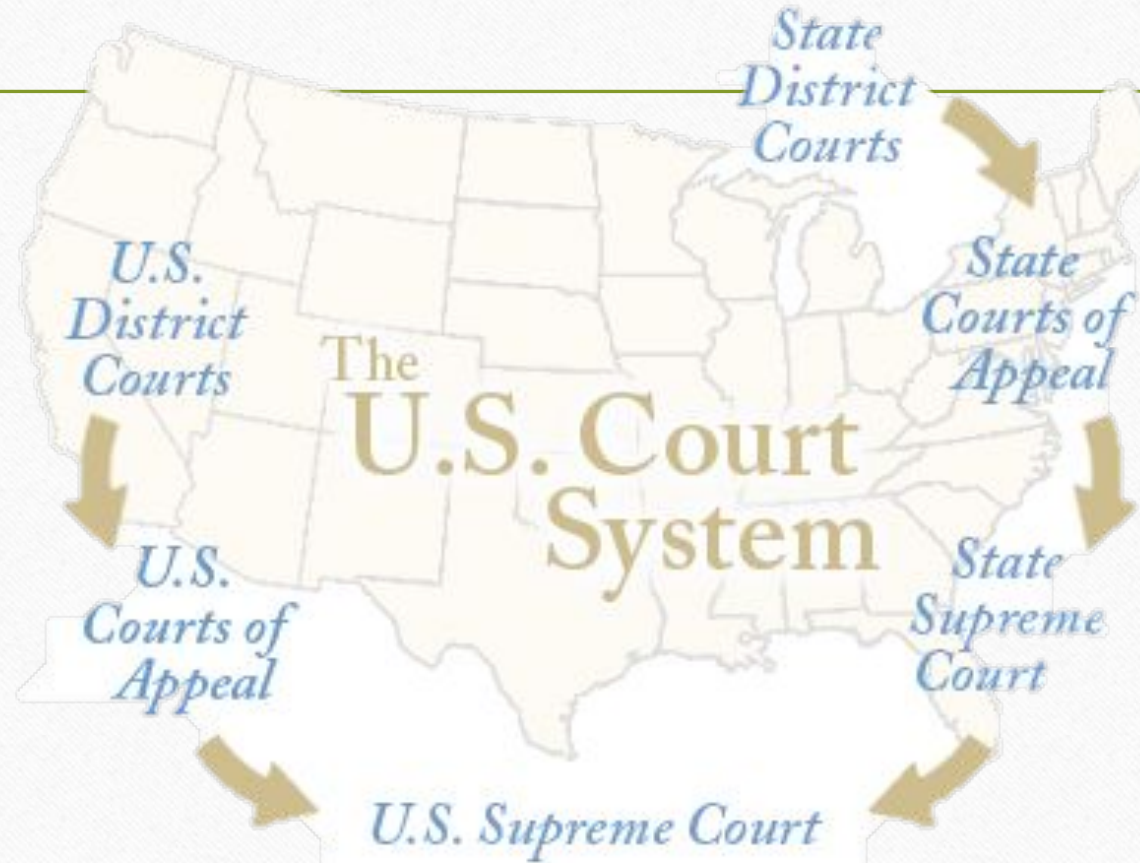 The
U.S. Court
System
State
District
Courts
State
Courts of
Appeal
State
Supreme
Court
U.S.
District
Courts
U.S.
Courts of
Appeal
U.S. Supreme Court